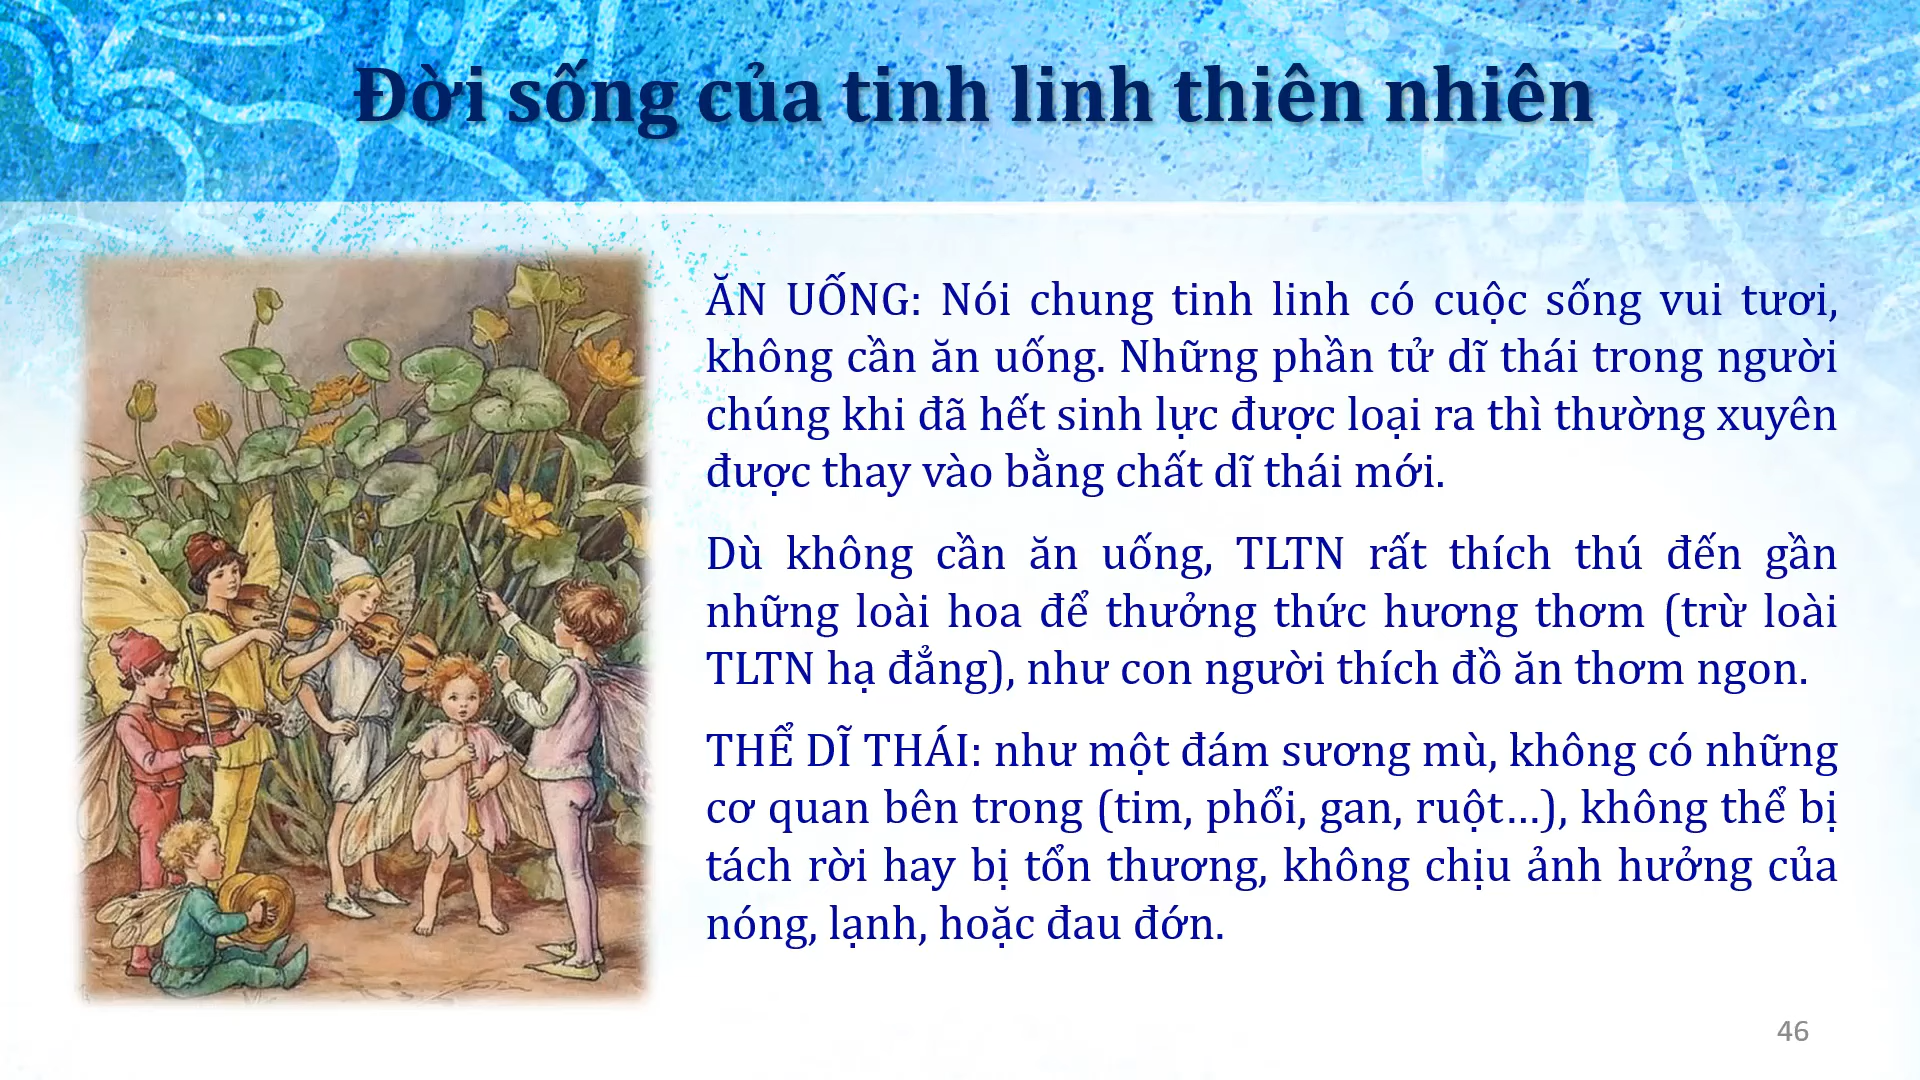 Đời sống của tinh linh thiên nhiên
ĂN UỐNG: Nói chung tinh linh có cuộc sống vui tươi,
không cần ăn uống. Những phần tử dĩ thái trong người
chúng khi đã hết sinh lực được loại ra thì thường xuyên
được thay vào bằng chất dĩ thái mới.
Dù không cần ăn uống, TLTN rất thích thú đến gần
những loài hoa để thưởng thức hương thơm (trừ loài
TLTN hạ đẳng), như con người thích đồ ăn thơm ngon.
THỂ DĨ THÁI: như một đám sương mù, không có những
cơ quan bên trong (tim, phổi, gan, ruột…), không thể bị
tách rời hay bị tổn thương, không chịu ảnh hưởng của
nóng, lạnh, hoặc đau đớn.
46